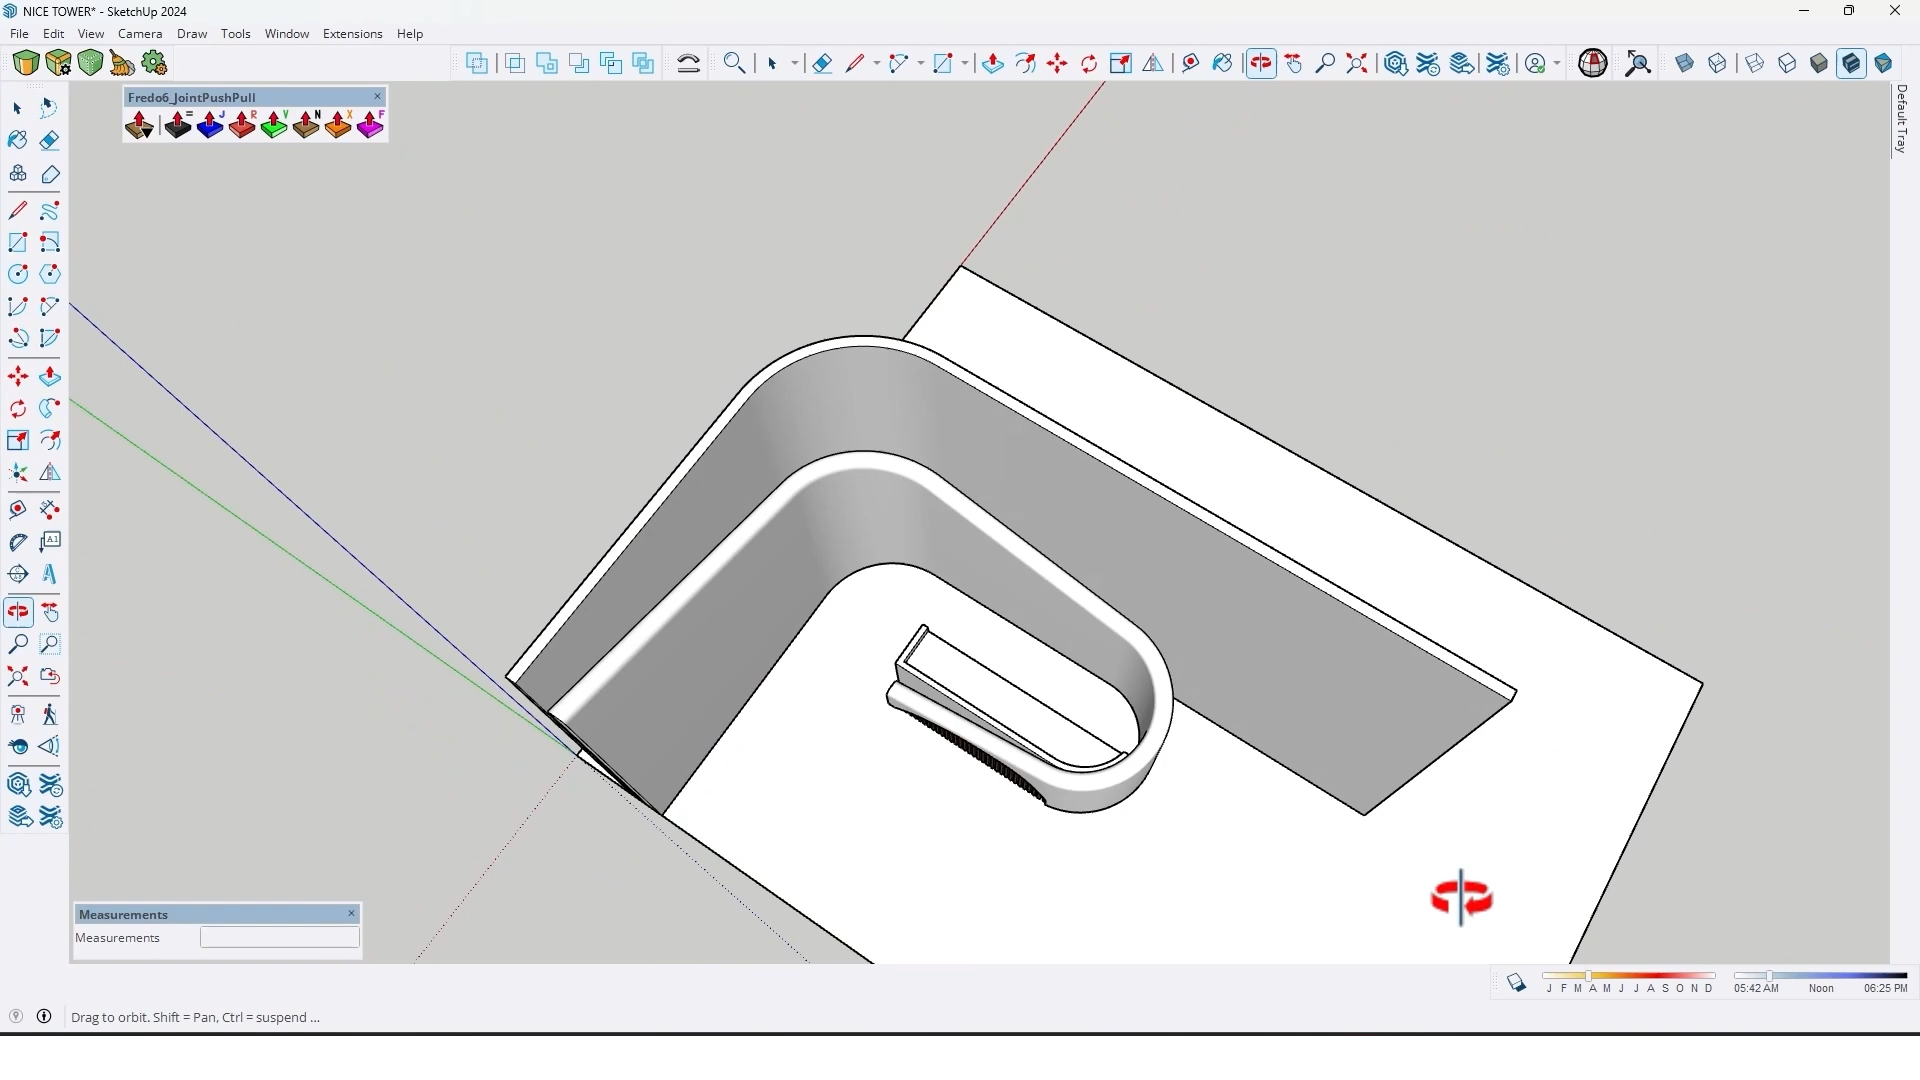 NICE TOWER* - SketchUp 2024
File Edit View Camera Draw Tools Window Extensions Help
Fredo6_JointPushPull ×
= J R V N X F
Default Tray
A1
Measurements ×
Measurements
J F M A M J J A S O N D 05:42 AM Noon 06:25 PM
Drag to orbit. Shift = Pan, Ctrl = suspend ...